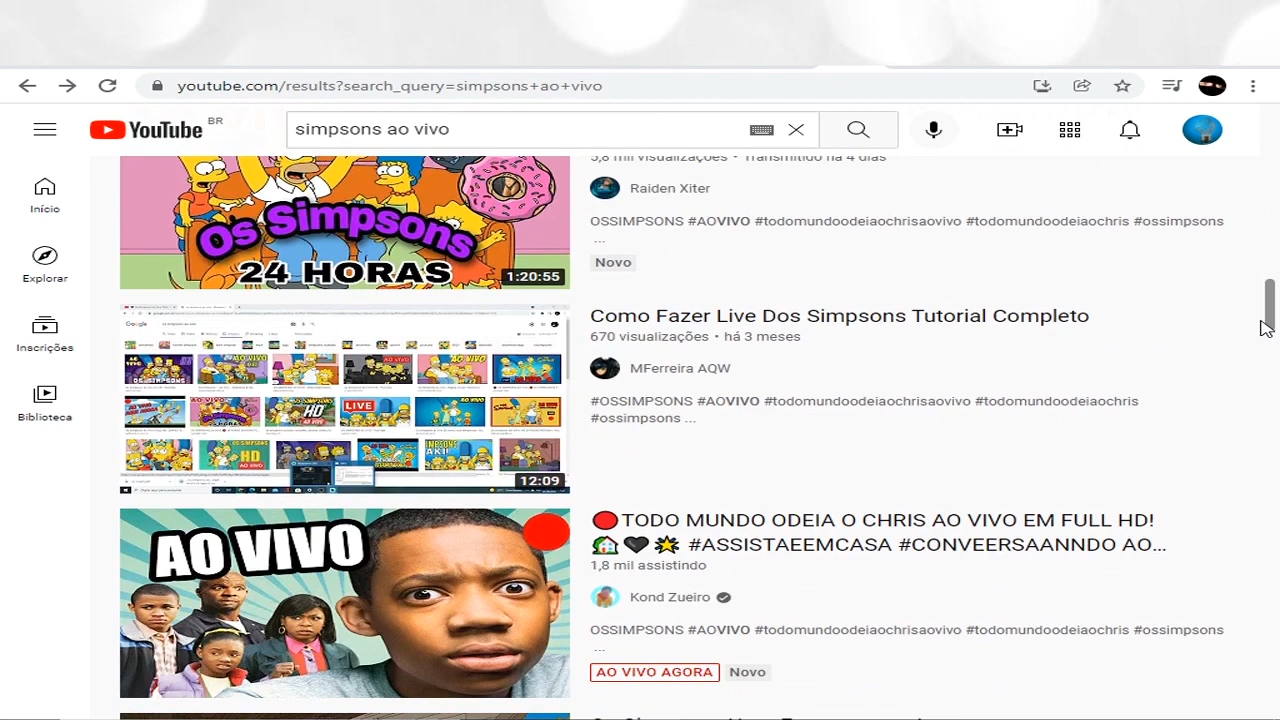 youtube.com/results?search_query=simpsons+ao+vivo
YouTube BR
simpsons ao vivo
Início
Explorar
Inscrições
Biblioteca
Os Simpsons
24 HORAS
1:20:55
5,8 mil visualizações • Transmitido há 4 dias
Raiden Xiter
OSSIMPSONS #AOVIVO #todomundoodeiaochrisaovivo #todomundoodeiaochris #ossimpsons
...
Novo
Google
LIVE
HD
12:09
Como Fazer Live Dos Simpsons Tutorial Completo
670 visualizações • há 3 meses
MFerreira AQW
#OSSIMPSONS #AOVIVO #todomundoodeiaochrisaovivo #todomundoodeiaochris
#ossimpsons ...
AO VIVO
🔴TODO MUNDO ODEIA O CHRIS AO VIVO EM FULL HD!
🏡🖤🌟 #ASSISTAEEMCASA #CONVEERSAANNDO AO...
1,8 mil assistindo
Kond Zueiro
OSSIMPSONS #AOVIVO #todomundoodeiaochrisaovivo #todomundoodeiaochris #ossimpsons
...
AO VIVO AGORA Novo